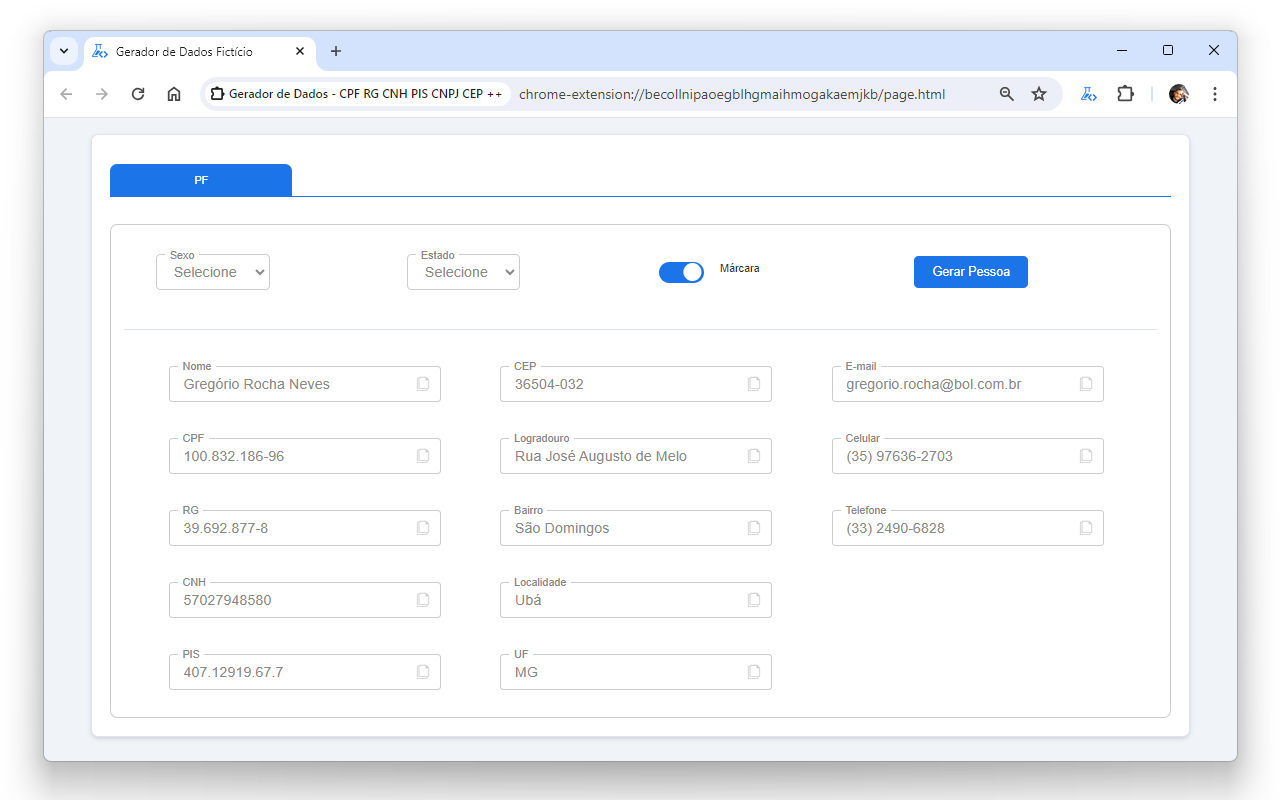 Gerador de Dados Fictício
Gerador de Dados - CPF RG CNH PIS CNPJ CEP ++ chrome-extension://becollnipaoegblhgmaihmogakaemjkb/page.html
PF
Sexo
Selecione
Estado
Selecione
Márcara
Gerar Pessoa
Nome
Gregório Rocha Neves
CEP
36504-032
E-mail
gregorio.rocha@bol.com.br
CPF
100.832.186-96
Logradouro
Rua José Augusto de Melo
Celular
(35) 97636-2703
RG
39.692.877-8
Bairro
São Domingos
Telefone
(33) 2490-6828
CNH
57027948580
Localidade
Ubá
PIS
407.12919.67.7
UF
MG